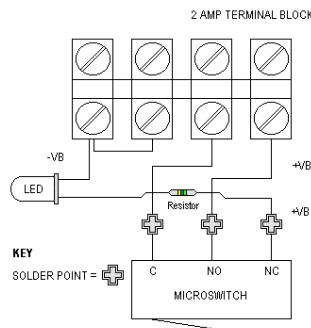 2 AMP TERMINAL BLOCK
-VB
+VB
LED
Resistor
+VB
KEY
SOLDER POINT =
C NO NC
MICROSWITCH